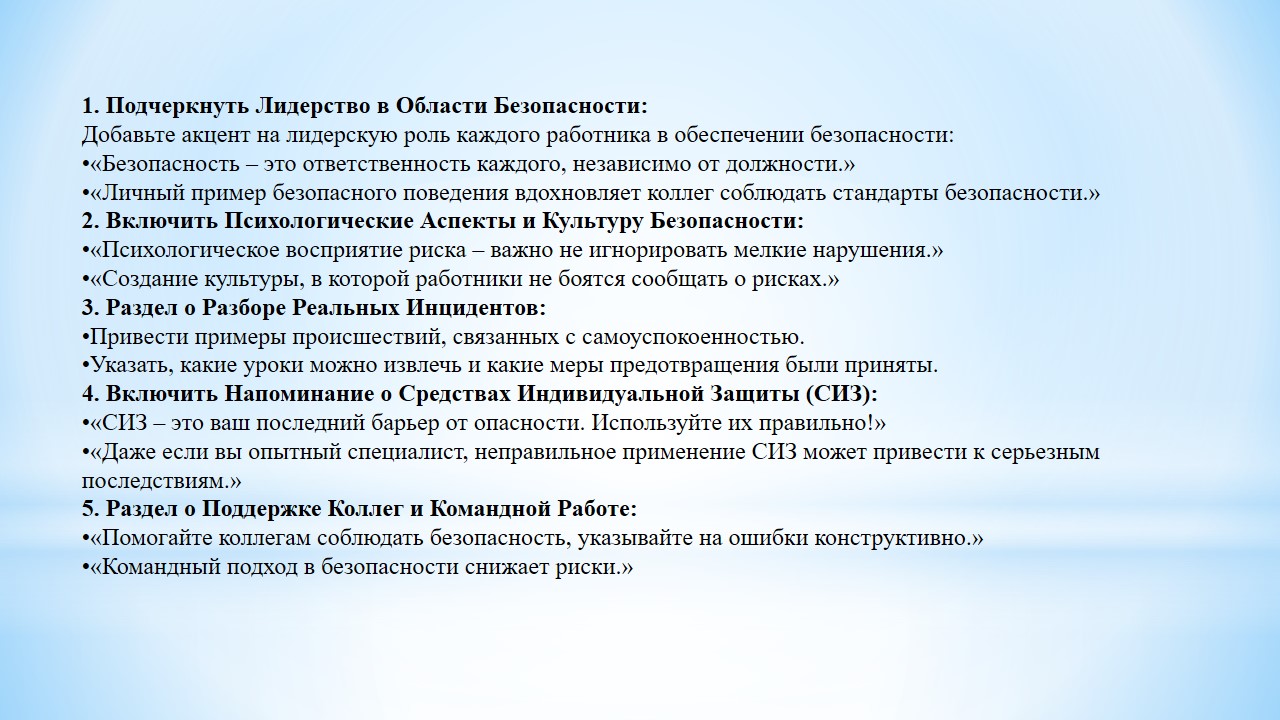 1. Подчеркнуть Лидерство в Области Безопасности:
Добавьте акцент на лидерскую роль каждого работника в обеспечении безопасности:
•«Безопасность – это ответственность каждого, независимо от должности.»
•«Личный пример безопасного поведения вдохновляет коллег соблюдать стандарты безопасности.»
2. Включить Психологические Аспекты и Культуру Безопасности:
•«Психологическое восприятие риска – важно не игнорировать мелкие нарушения.»
•«Создание культуры, в которой работники не боятся сообщать о рисках.»
3. Раздел о Разборе Реальных Инцидентов:
•Привести примеры происшествий, связанных с самоуспокоенностью.
•Указать, какие уроки можно извлечь и какие меры предотвращения были приняты.
4. Включить Напоминание о Средствах Индивидуальной Защиты (СИЗ):
•«СИЗ – это ваш последний барьер от опасности. Используйте их правильно!»
•«Даже если вы опытный специалист, неправильное применение СИЗ может привести к серьезным
последствиям.»
5. Раздел о Поддержке Коллег и Командной Работе:
•«Помогайте коллегам соблюдать безопасность, указывайте на ошибки конструктивно.»
•«Командный подход в безопасности снижает риски.»